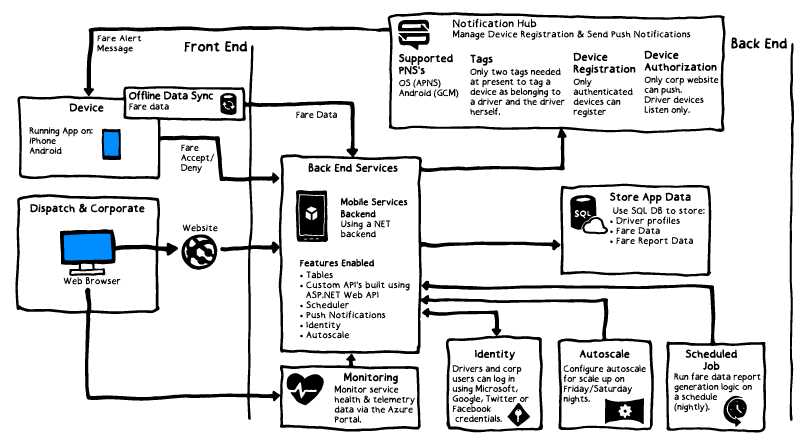 Notification Hub
Manage Device Registration & Send Push Notifications
Supported
PNS's
OS (APNS)
Android (GCM)
Tags
Only two tags needed
at present to tag a
device as belonging to
a driver and the driver
herself.
Device
Registration
Only
authenticated
devices can
register
Device
Authorization
Only corp website
can push.
Driver devices
Listen only.
Fare Alert
Message
Front End
Back End
Offline Data Sync
Fare data
Device
Running App on:
iPhone
Android
Fare Data
Fare
Accept/
Deny
Back End Services
Mobile Services
Backend
Using a NET
backend
Features Enabled
• Tables
• Custom API's built using
ASP.NET Web API
• Scheduler
• Push Notifications
• Identity
• Autoscale
Store App Data
SQL
Use SQL DB to store:
• Driver profiles
• Fare Data
• Fare Report Data
Dispatch & Corporate
Web Browser
Website
Monitoring
Monitor service
health & telemetry
data via the Azure
Portal.
Identity
Drivers and corp
users can log in
using Microsoft,
Google, Twitter or
Facebook
credentials.
Autoscale
Configure autoscale
for scale up on
Friday/Saturday
nights.
Scheduled
Job
Run fare data report
generation logic on
a schedule
(nightly).